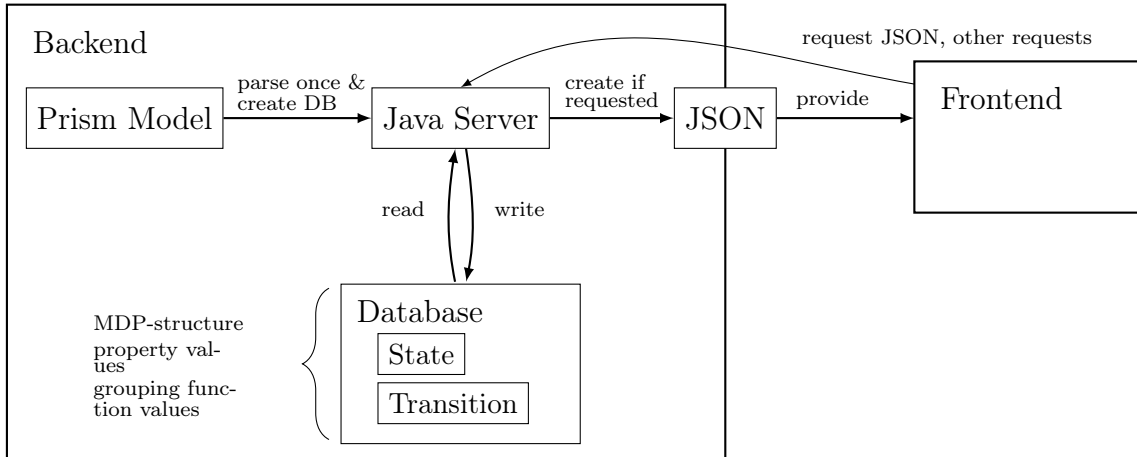 Backend
request JSON, other requests
Frontend
parse once &
create DB
create if
requested
provide
Prism Model
Java Server
JSON
read
write
Database
MDP-structure
property val-
ues
grouping func-
tion values
State
Transition